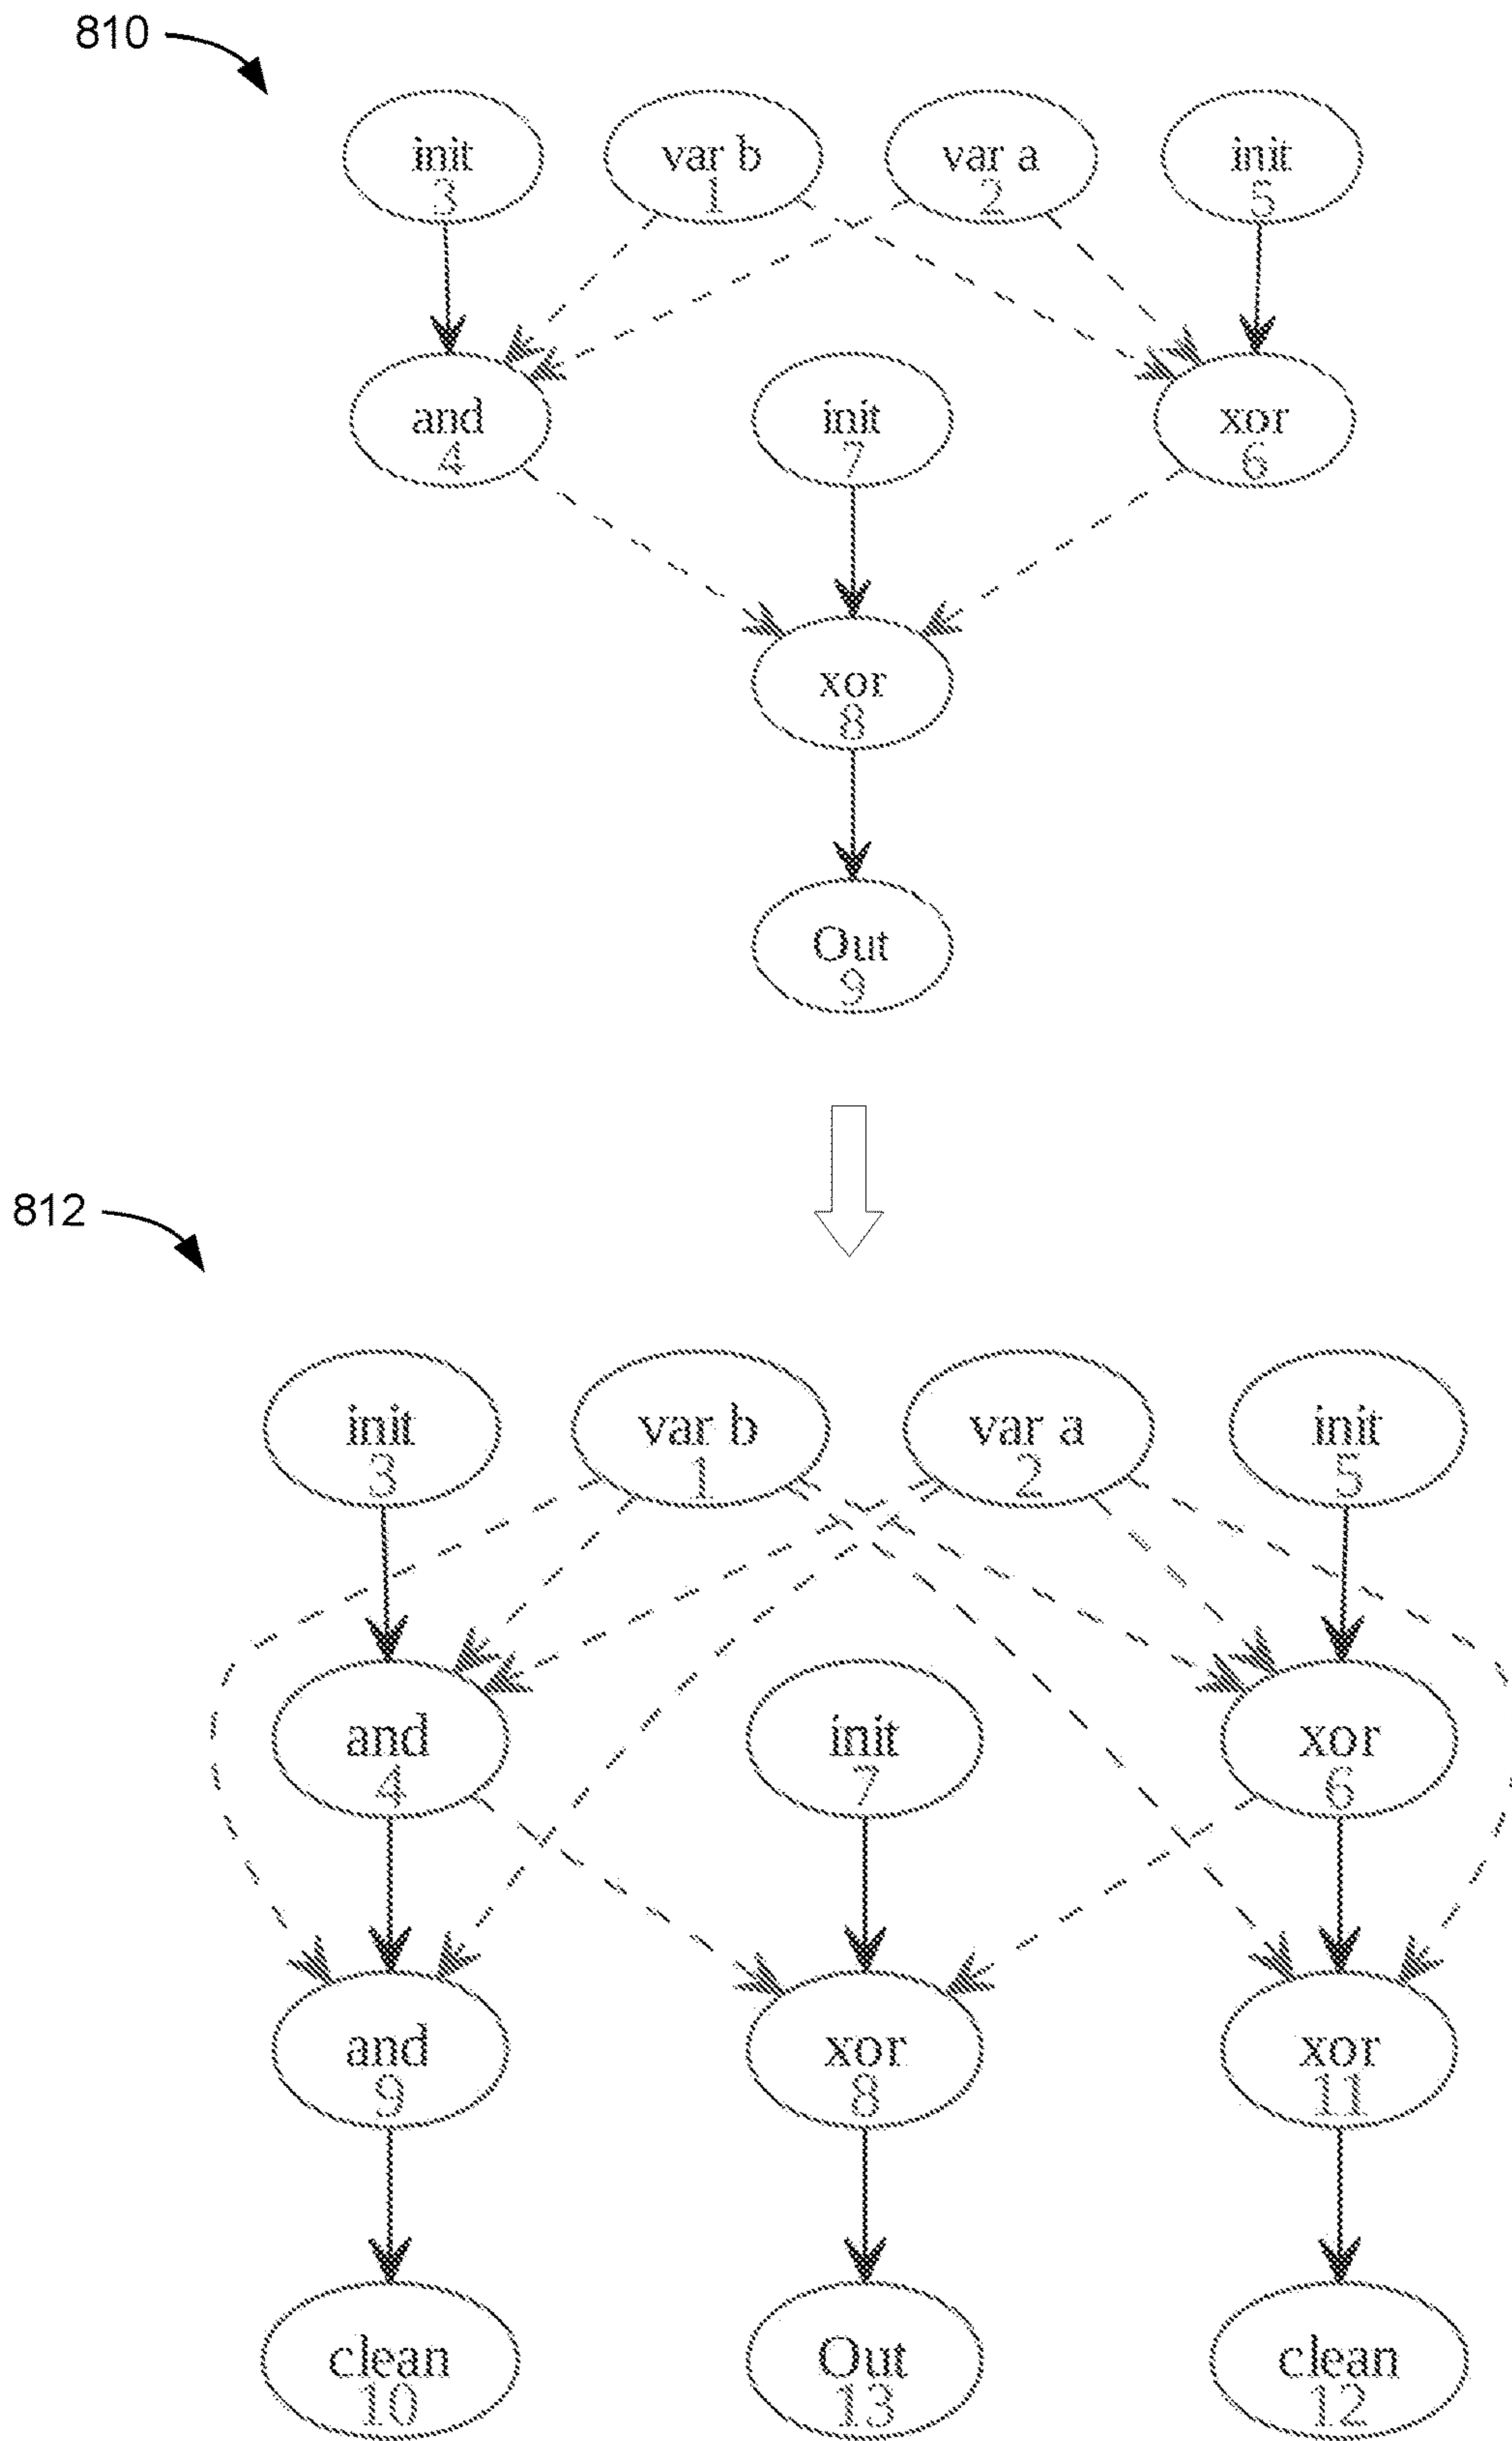 810
init
3
var b
1
var a
2
init
5
and
4
init
7
xor
6
xor
8
Out
9
812
init
3
var b
1
var a
2
init
5
and
4
init
7
xor
6
and
9
xor
8
xor
11
clean
10
Out
13
clean
12